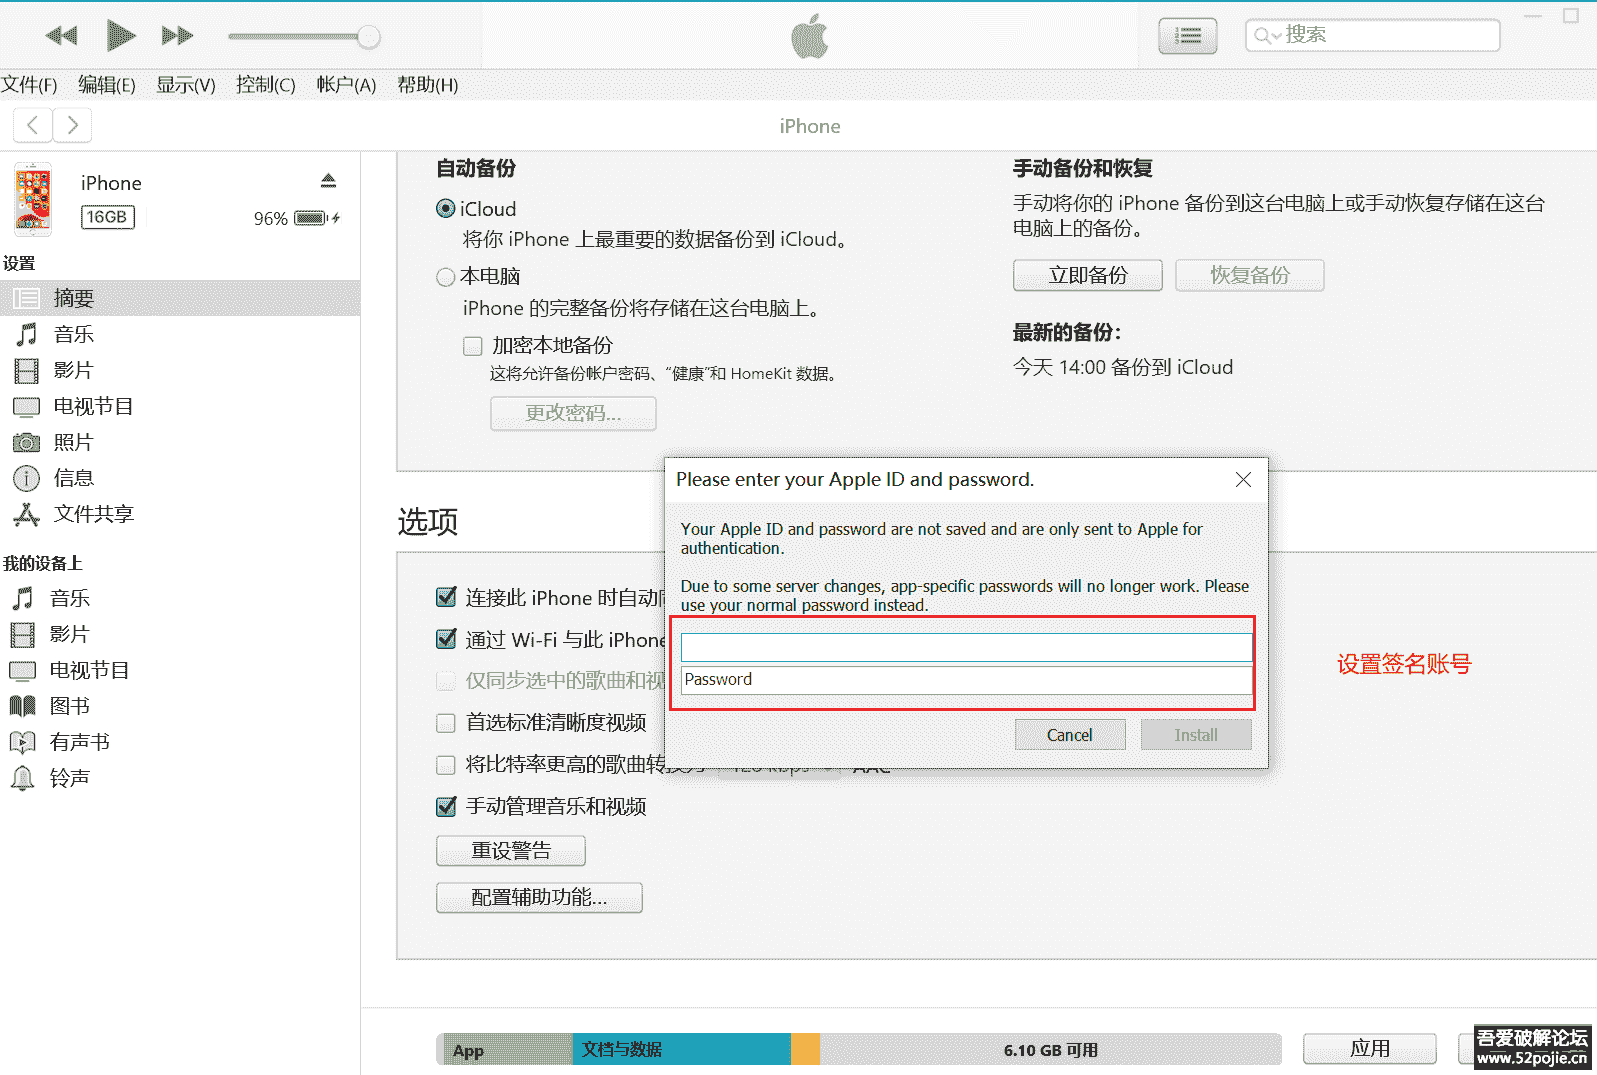 搜索
文件(F) 编辑(E) 显示(V) 控制(C) 帐户(A) 帮助(H)
iPhone
iPhone
16GB
96%
设置
摘要
音乐
影片
电视节目
照片
信息
文件共享
我的设备上
音乐
影片
电视节目
图书
有声书
铃声
自动备份
iCloud
将你 iPhone 上最重要的数据备份到 iCloud。
本电脑
iPhone 的完整备份将存储在这台电脑上。
加密本地备份
这将允许备份帐户密码、“健康”和 HomeKit 数据。
更改密码...
手动备份和恢复
手动将你的 iPhone 备份到这台电脑上或手动恢复存储在这台
电脑上的备份。
立即备份 恢复备份
最新的备份：
今天 14:00 备份到 iCloud
选项
连接此 iPhone 时自动
通过 Wi-Fi 与此 iPhone
仅同步选中的歌曲和视
首选标准清晰度视频
将比特率更高的歌曲转换为
手动管理音乐和视频
重设警告
配置辅助功能...
Please enter your Apple ID and password.
Your Apple ID and password are not saved and are only sent to Apple for
authentication.
Due to some server changes, app-specific passwords will no longer work. Please
use your normal password instead.
Password
Cancel Install
设置签名账号
App 文档与数据 6.10 GB 可用 应用
吾爱破解论坛
www.52pojie.cn